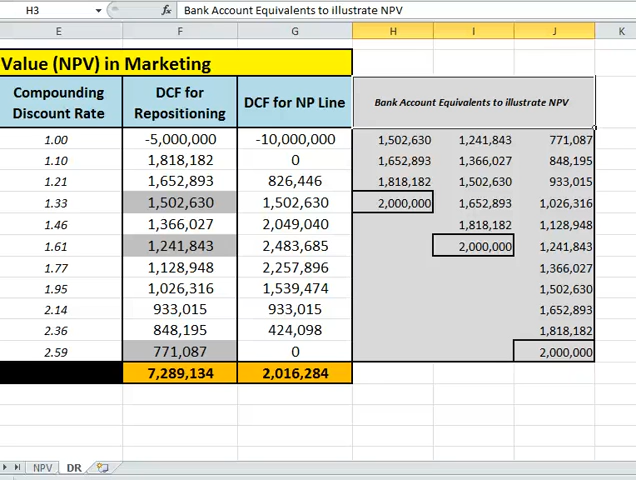 H3 fx Bank Account Equivalents to illustrate NPV
E F G H I J K
Value (NPV) in Marketing
Compounding Discount Rate DCF for Repositioning DCF for NP Line Bank Account Equivalents to illustrate NPV
1.00 -5,000,000 -10,000,000 1,502,630 1,241,843 771,087
1.10 1,818,182 0 1,652,893 1,366,027 848,195
1.21 1,652,893 826,446 1,818,182 1,502,630 933,015
1.33 1,502,630 1,502,630 2,000,000 1,652,893 1,026,316
1.46 1,366,027 2,049,040 1,818,182 1,128,948
1.61 1,241,843 2,483,685 2,000,000 1,241,843
1.77 1,128,948 2,257,896 1,366,027
1.95 1,026,316 1,539,474 1,502,630
2.14 933,015 933,015 1,652,893
2.36 848,195 424,098 1,818,182
2.59 771,087 0 2,000,000
7,289,134 2,016,284
NPV DR